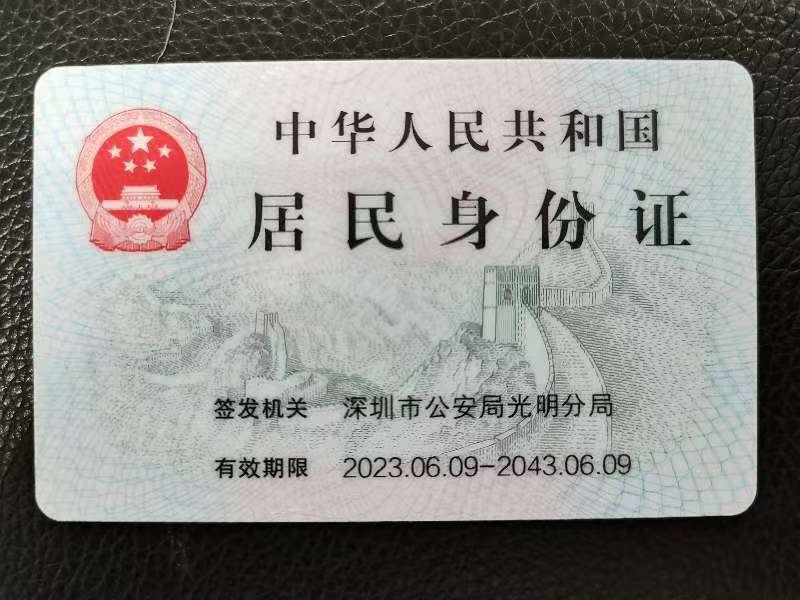 中华人民共和国
居民身份证
签发机关 深圳市公安局光明分局
有效期限 2023.06.09-2043.06.09